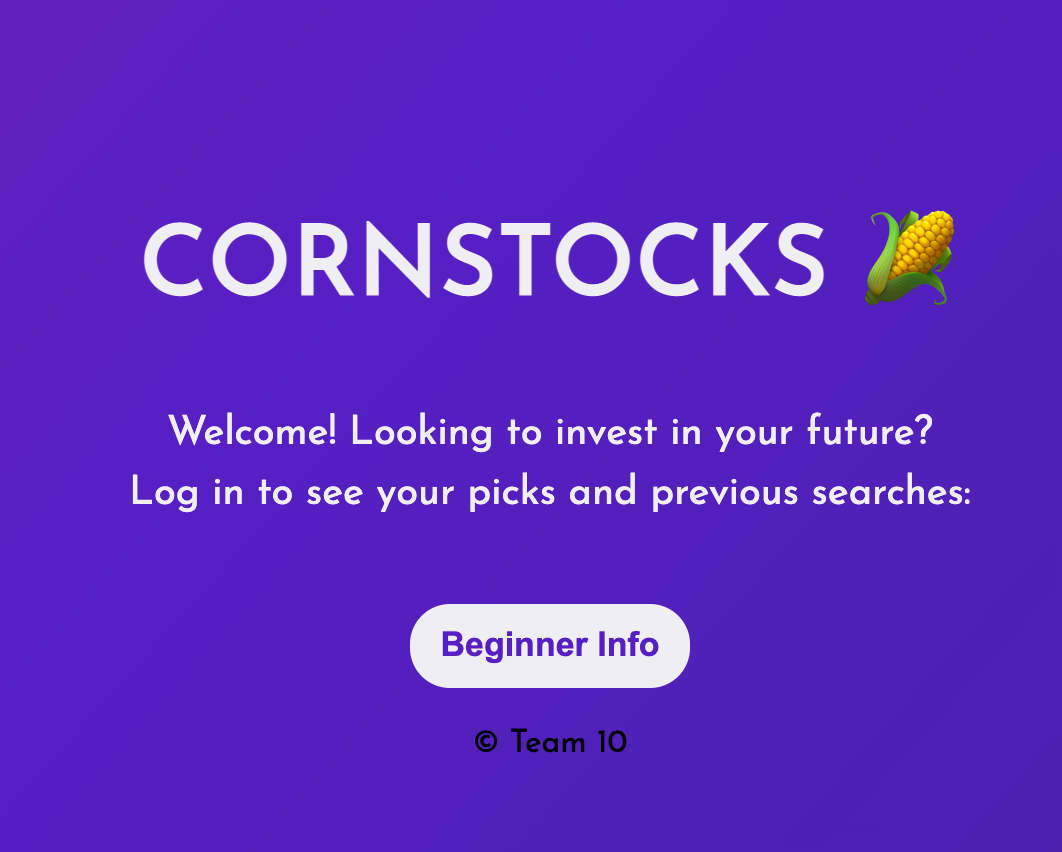 CORNSTOCKS 🌽
Welcome! Looking to invest in your future?
Log in to see your picks and previous searches:
Beginner Info
© Team 10